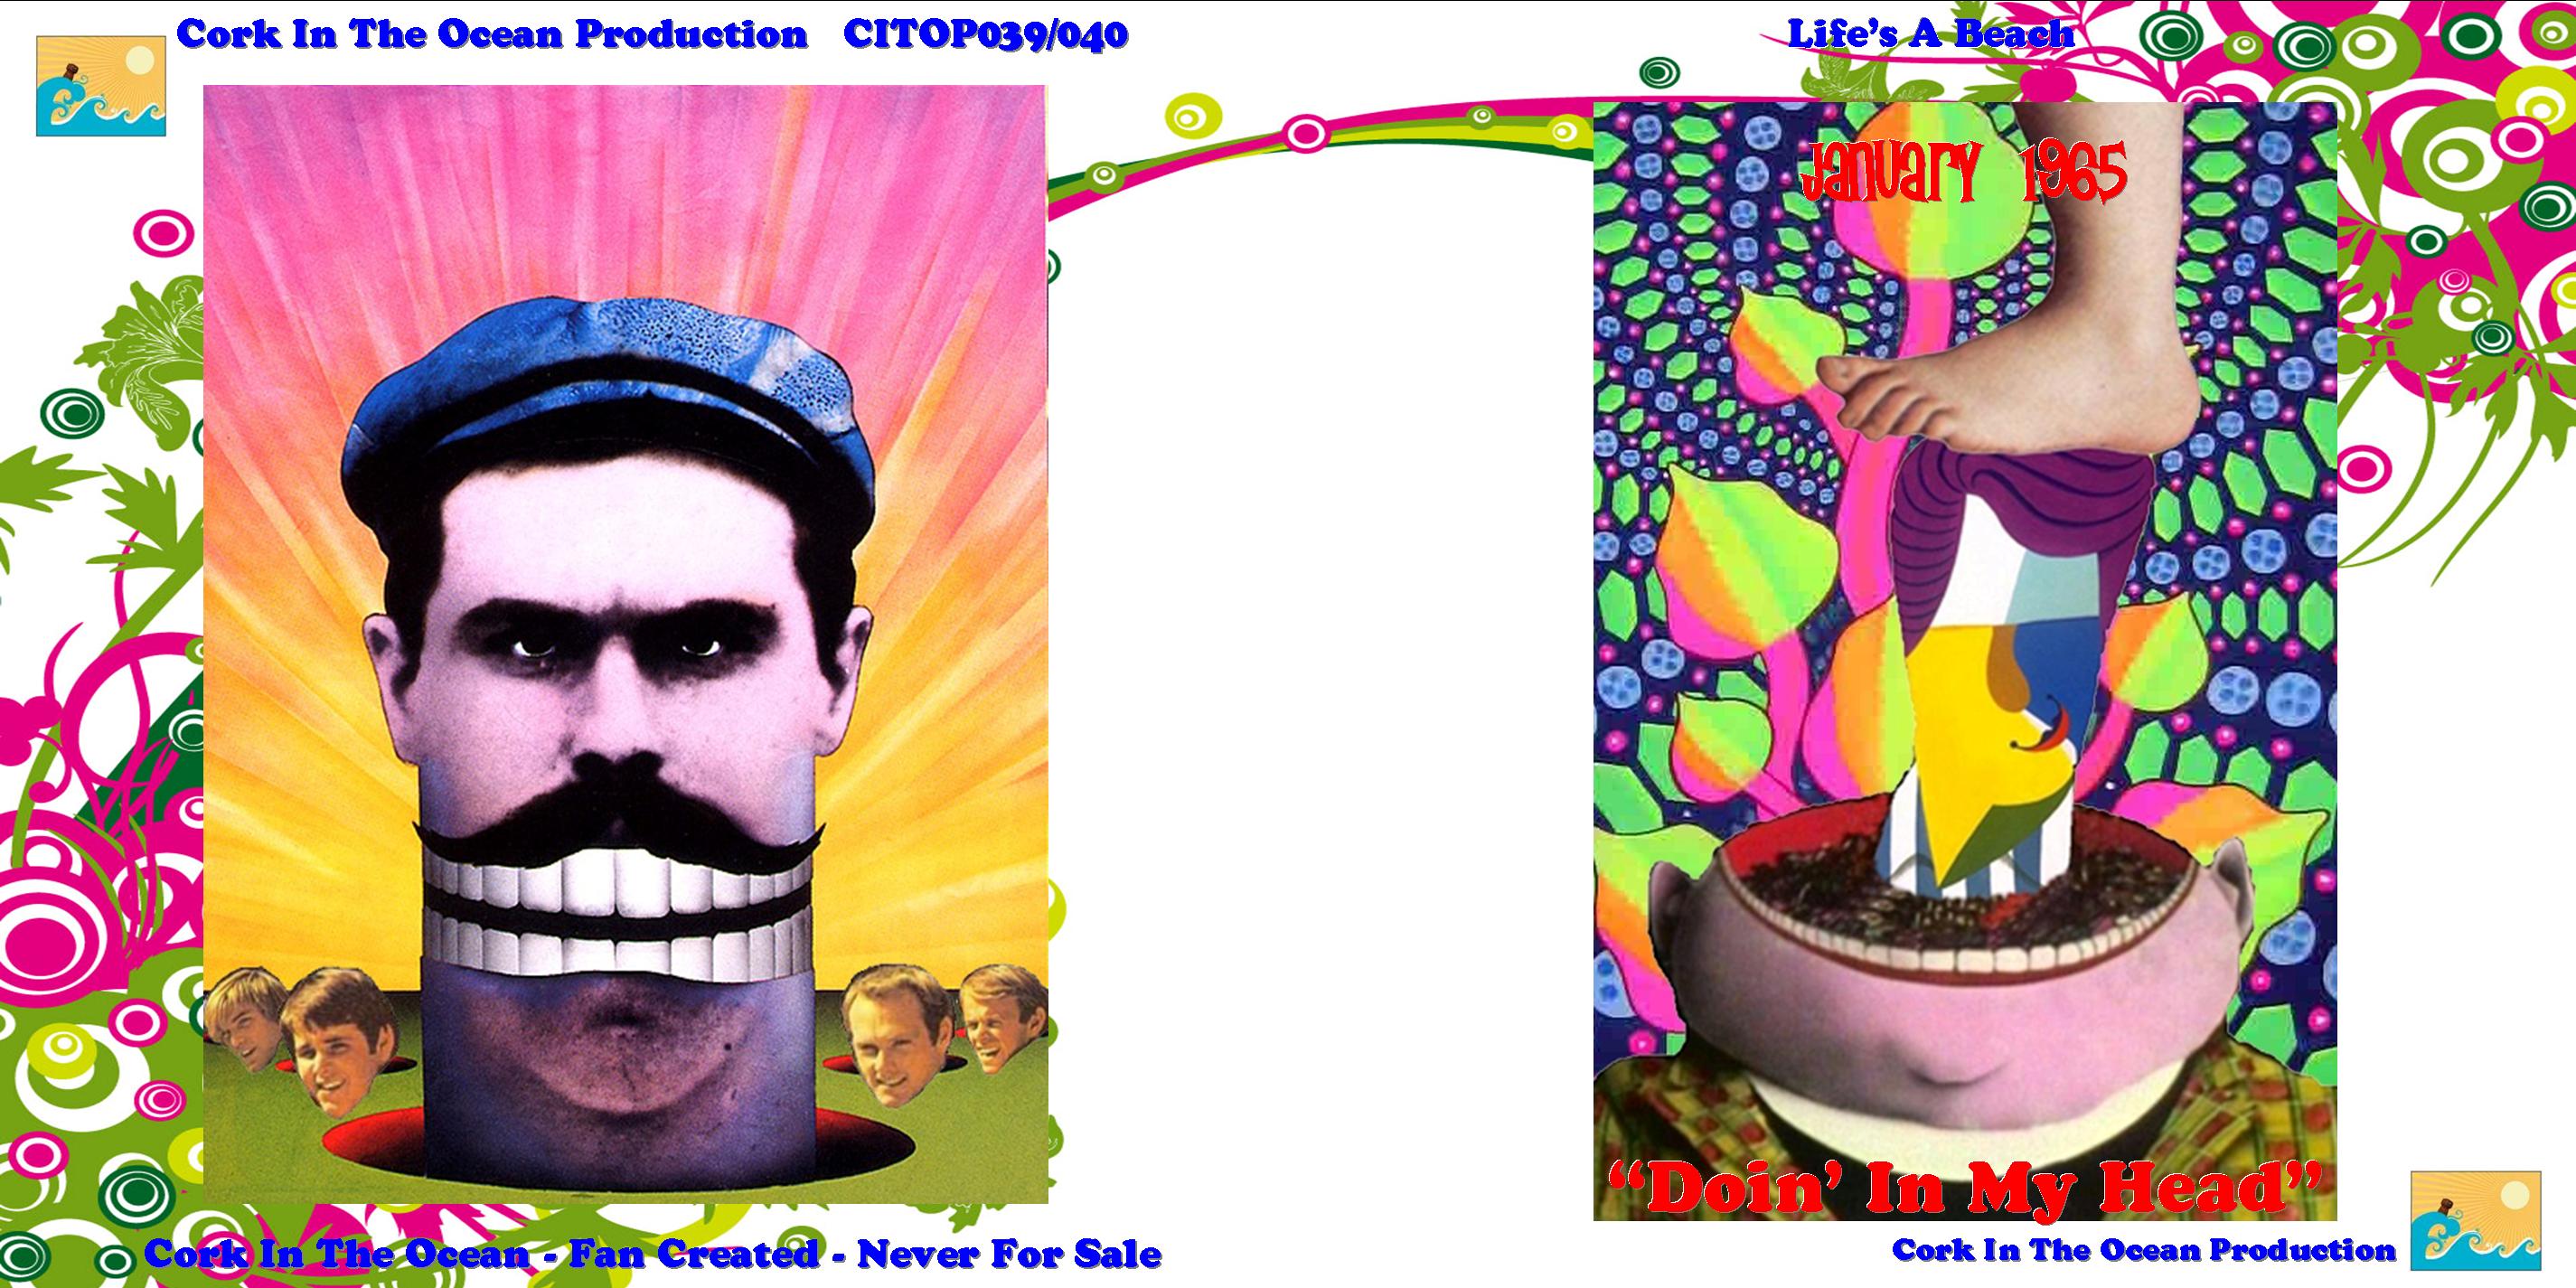 Cork In The Ocean Production CITOP039/040
Life's A Beach
January 1965
"Doin' In My Head"
Cork In The Ocean - Fan Created - Never For Sale
Cork In The Ocean Production